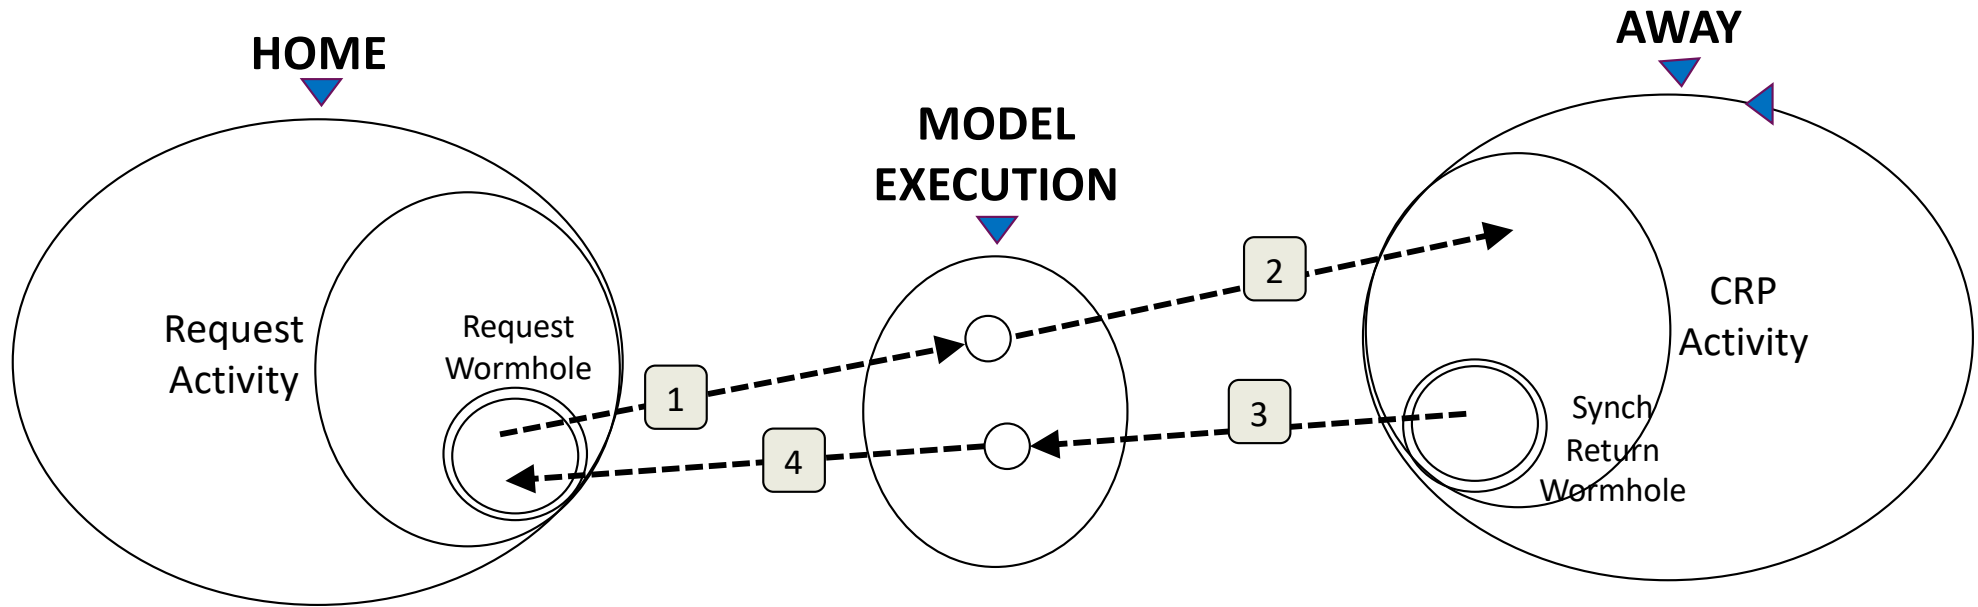 HOME
AWAY
MODEL
EXECUTION
2
CRP
Activity
Request
Activity
Request
Wormhole
1
3
Synch
Return
Wormhole
4